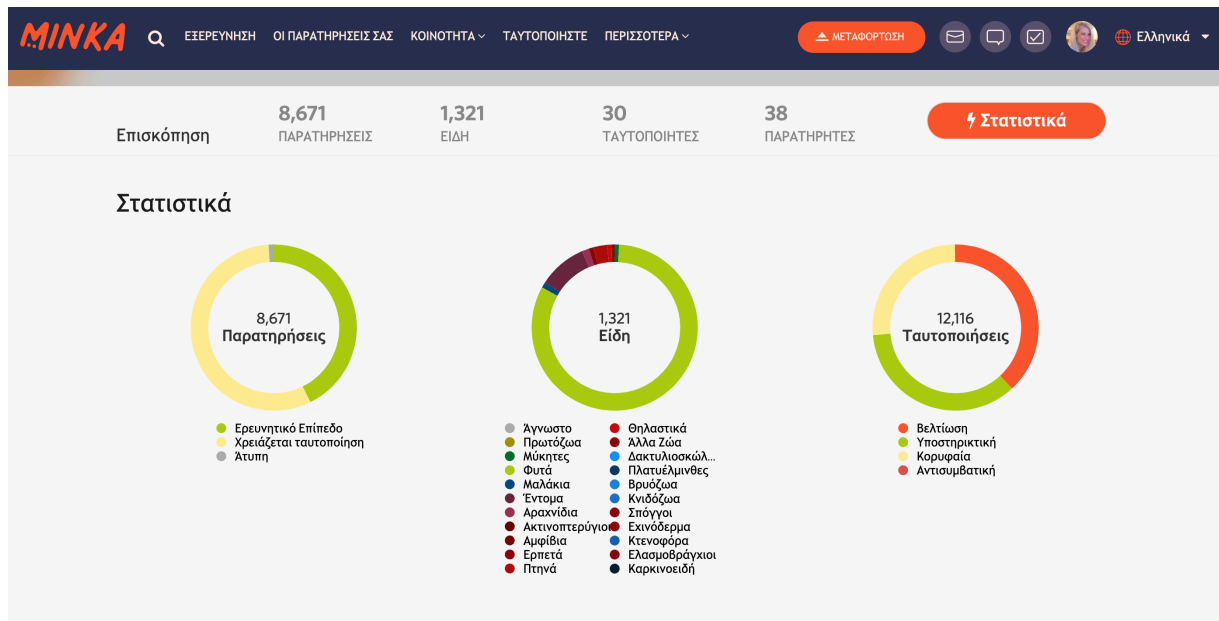 MINKA
ΕΞΕΡΕΥΝΗΣΗ ΟΙ ΠΑΡΑΤΗΡΗΣΕΙΣ ΣΑΣ ΚΟΙΝΟΤΗΤΑ ΤΑΥΤΟΠΟΙΗΣΤΕ ΠΕΡΙΣΣΟΤΕΡΑ ΜΕΤΑΦΟΡΤΩΣΗ Ελληνικά
Επισκόπηση
8,671
ΠΑΡΑΤΗΡΗΣΕΙΣ
1,321
ΕΙΔΗ
30
ΤΑΥΤΟΠΟΙΗΤΕΣ
38
ΠΑΡΑΤΗΡΗΤΕΣ
Στατιστικά
Στατιστικά
8,671
Παρατηρήσεις
Ερευνητικό Επίπεδο
Χρειάζεται ταυτοποίηση
Άτυπη
1,321
Είδη
Άγνωστο
Πρωτόζωα
Μύκητες
Φυτά
Μαλάκια
Έντομα
Αραχνίδια
Ακτινοπτερύγιοι
Αμφίβια
Ερπετά
Πτηνά
Θηλαστικά
Άλλα Ζώα
Δακτυλιοσκώλ...
Πλατυέλμινθες
Βρυόζωα
Κνιδόζωα
Σπόγγοι
Εχινόδερμα
Κτενοφόρα
Ελασμοβράγχιοι
Καρκινοειδή
12,116
Ταυτοποιήσεις
Βελτίωση
Υποστηρικτική
Κορυφαία
Αντισυμβατική